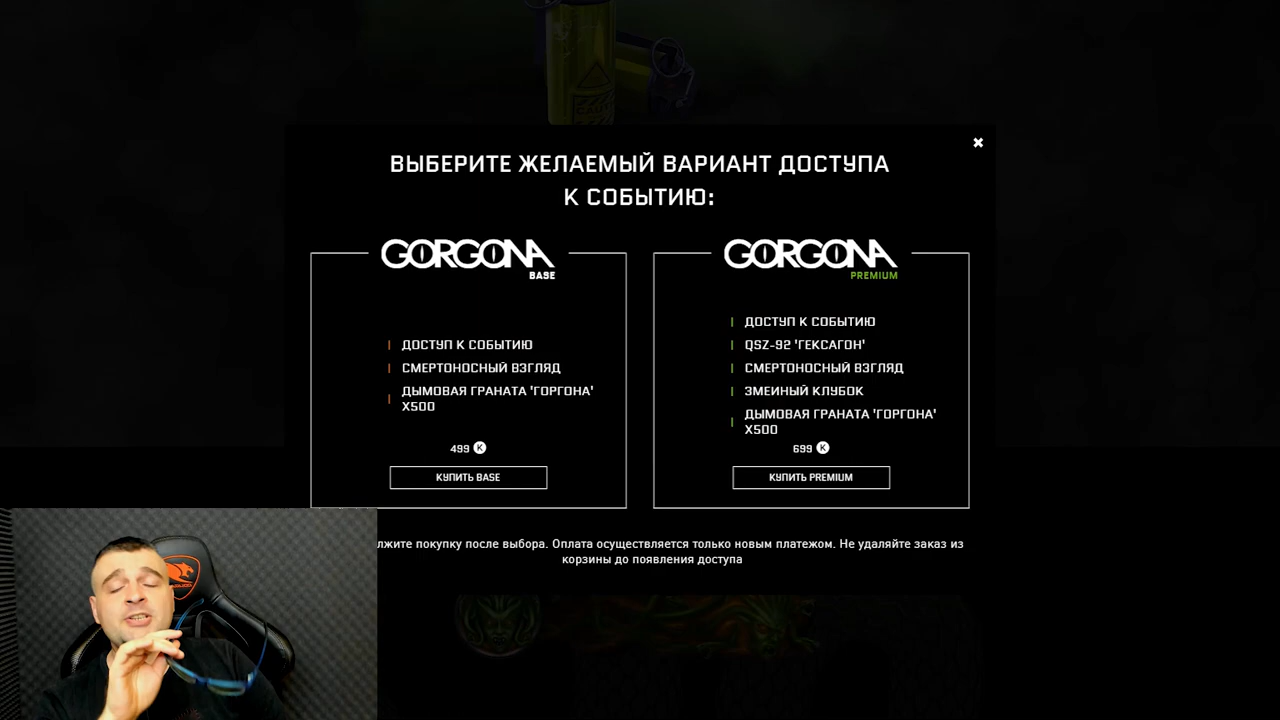 ВЫБЕРИТЕ ЖЕЛАЕМЫЙ ВАРИАНТ ДОСТУПА
К СОБЫТИЮ:
GORGONA
BASE
ДОСТУП К СОБЫТИЮ
СМЕРТОНОСНЫЙ ВЗГЛЯД
ДЫМОВАЯ ГРАНАТА 'ГОРГОНА'
X500
499 K
КУПИТЬ BASE
GORGONA
PREMIUM
ДОСТУП К СОБЫТИЮ
QSZ-92 'ГЕКСАГОН'
СМЕРТОНОСНЫЙ ВЗГЛЯД
ЗМЕИНЫЙ КЛУБОК
ДЫМОВАЯ ГРАНАТА 'ГОРГОНА'
X500
699 K
КУПИТЬ PREMIUM
лжите покупку после выбора. Оплата осуществляется только новым платежом. Не удаляйте заказ из
корзины до появления доступа